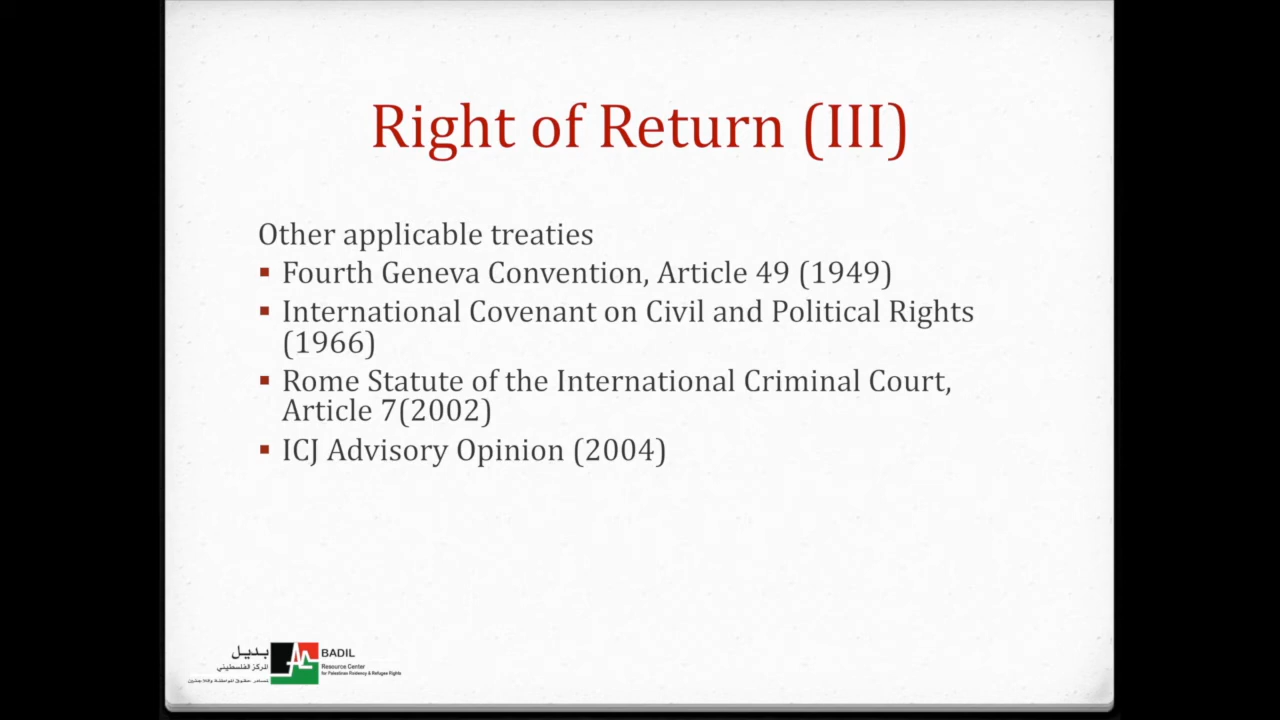 Right of Return (III)
Other applicable treaties
▪ Fourth Geneva Convention, Article 49 (1949)
▪ International Covenant on Civil and Political Rights
(1966)
▪ Rome Statute of the International Criminal Court,
Article 7(2002)
▪ ICJ Advisory Opinion (2004)
بديل
المركز الفلسطيني
BADIL
Resource Center
for Palestinian Residency & Refugee Rights